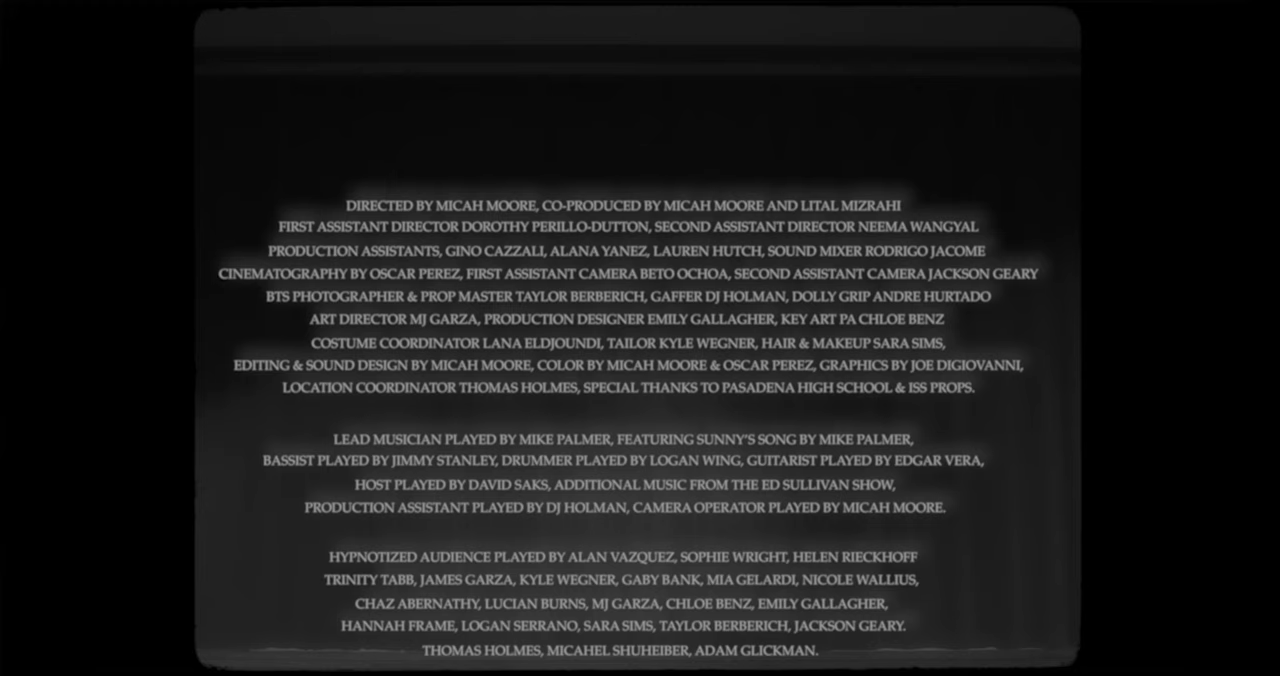 DIRECTED BY MICAH MOORE, CO-PRODUCED BY MICAH MOORE AND LITAL MIZRAHI
FIRST ASSISTANT DIRECTOR DOROTHY PERILLO-DUTTON, SECOND ASSISTANT DIRECTOR NEEMA WANGYAL
PRODUCTION ASSISTANTS, GINO CAZZALI, ALANA YANEZ, LAUREN HUTCH, SOUND MIXER RODRIGO JACOME
CINEMATOGRAPHY BY OSCAR PEREZ, FIRST ASSISTANT CAMERA BETO OCHOA, SECOND ASSISTANT CAMERA JACKSON GEARY
BTS PHOTOGRAPHER & PROP MASTER TAYLOR BERBERICH, GAFFER DJ HOLMAN, DOLLY GRIP ANDRE HURTADO
ART DIRECTOR MJ GARZA, PRODUCTION DESIGNER EMILY GALLAGHER, KEY ART PA CHLOE BENZ
COSTUME COORDINATOR LANA ELDJOUNDI, TAILOR KYLE WEGNER, HAIR & MAKEUP SARA SIMS,
EDITING & SOUND DESIGN BY MICAH MOORE, COLOR BY MICAH MOORE & OSCAR PEREZ, GRAPHICS BY JOE DIGIOVANNI,
LOCATION COORDINATOR THOMAS HOLMES, SPECIAL THANKS TO PASADENA HIGH SCHOOL & ISS PROPS.
LEAD MUSICIAN PLAYED BY MIKE PALMER, FEATURING SUNNY'S SONG BY MIKE PALMER,
BASSIST PLAYED BY JIMMY STANLEY, DRUMMER PLAYED BY LOGAN WING, GUITARIST PLAYED BY EDGAR VERA,
HOST PLAYED BY DAVID SAKS, ADDITIONAL MUSIC FROM THE ED SULLIVAN SHOW,
PRODUCTION ASSISTANT PLAYED BY DJ HOLMAN, CAMERA OPERATOR PLAYED BY MICAH MOORE.
HYPNOTIZED AUDIENCE PLAYED BY ALAN VAZQUEZ, SOPHIE WRIGHT, HELEN RIECKHOFF
TRINITY TABB, JAMES GARZA, KYLE WEGNER, GABY BANK, MIA GELARDI, NICOLE WALLIUS,
CHAZ ABERNATHY, LUCIAN BURNS, MJ GARZA, CHLOE BENZ, EMILY GALLAGHER,
HANNAH FRAME, LOGAN SERRANO, SARA SIMS, TAYLOR BERBERICH, JACKSON GEARY.
THOMAS HOLMES, MICAHEL SHUHEIBER, ADAM GLICKMAN.